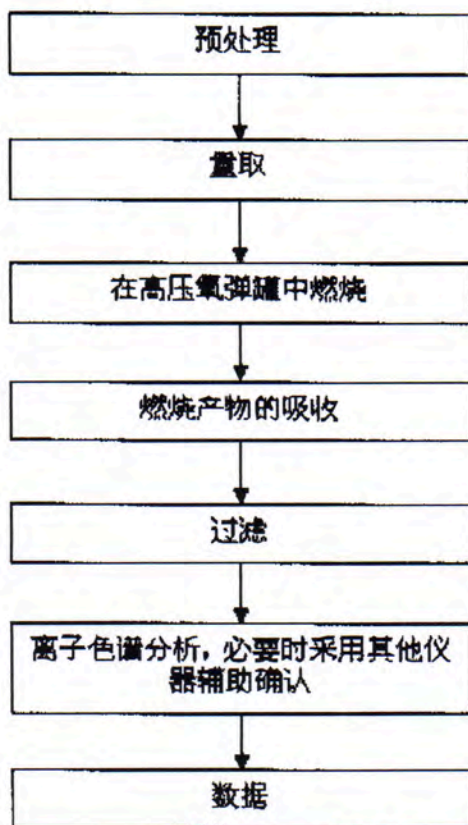 预处理
量取
在高压氧弹罐中燃烧
燃烧产物的吸收
过滤
离子色谱分析，必要时采用其他仪
器辅助确认
数据